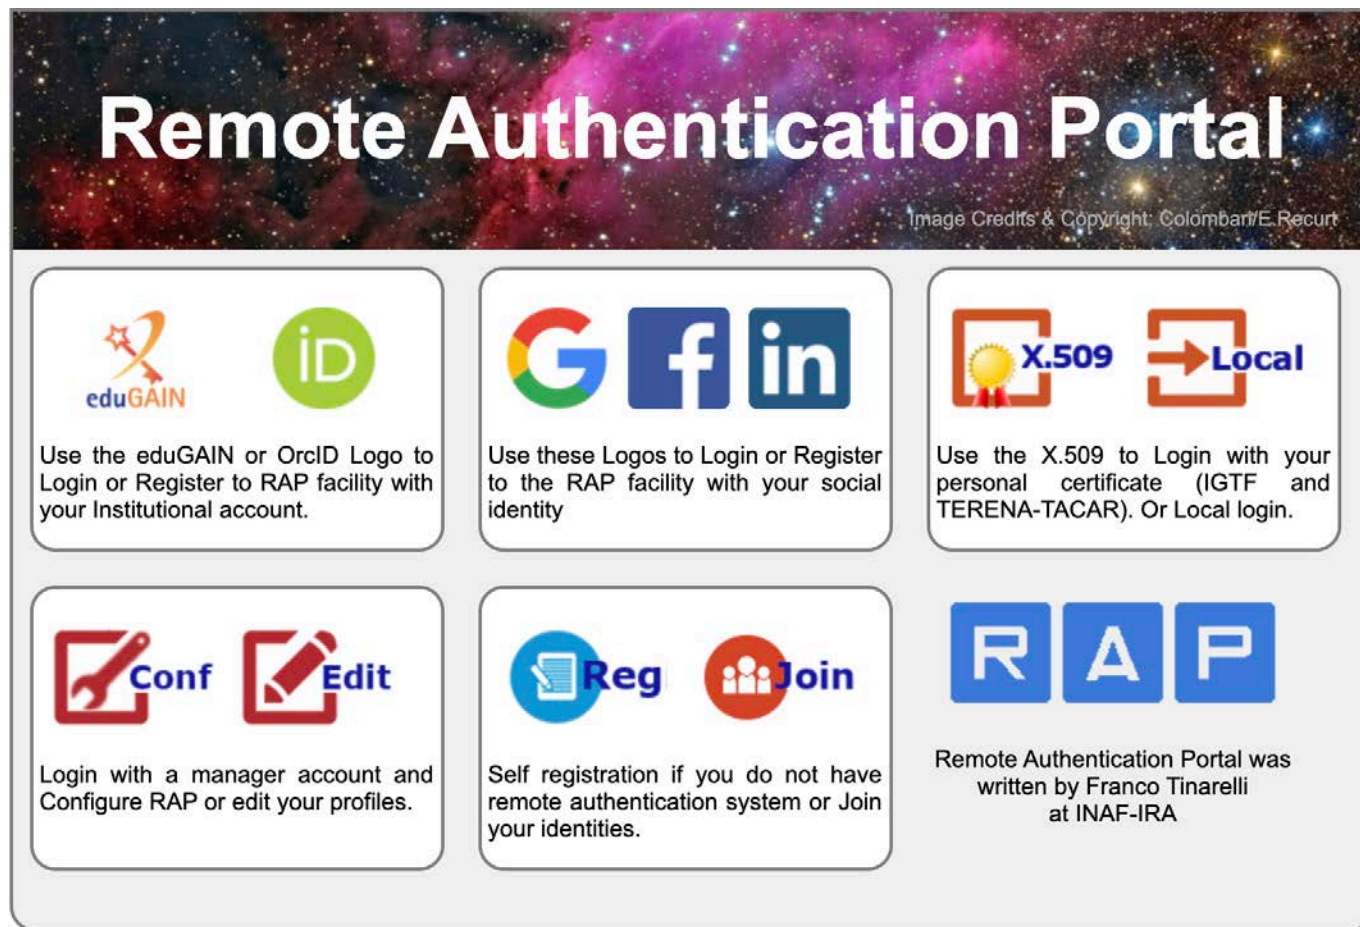 Remote Authentication Portal
Image Credits & Copyright: Colombari/E.Recurt
eduGAIN
iD
Use the eduGAIN or OrcID Logo to
Login or Register to RAP facility with
your Institutional account.
G
f
in
Use these Logos to Login or Register
to the RAP facility with your social
identity
X.509
Local
Use the X.509 to Login with your
personal certificate (IGTF and
TERENA-TACAR). Or Local login.
Conf
Edit
Login with a manager account and
Configure RAP or edit your profiles.
Reg
Join
Self registration if you do not have
remote authentication system or Join
your identities.
RAP
Remote Authentication Portal was
written by Franco Tinarelli
at INAF-IRA